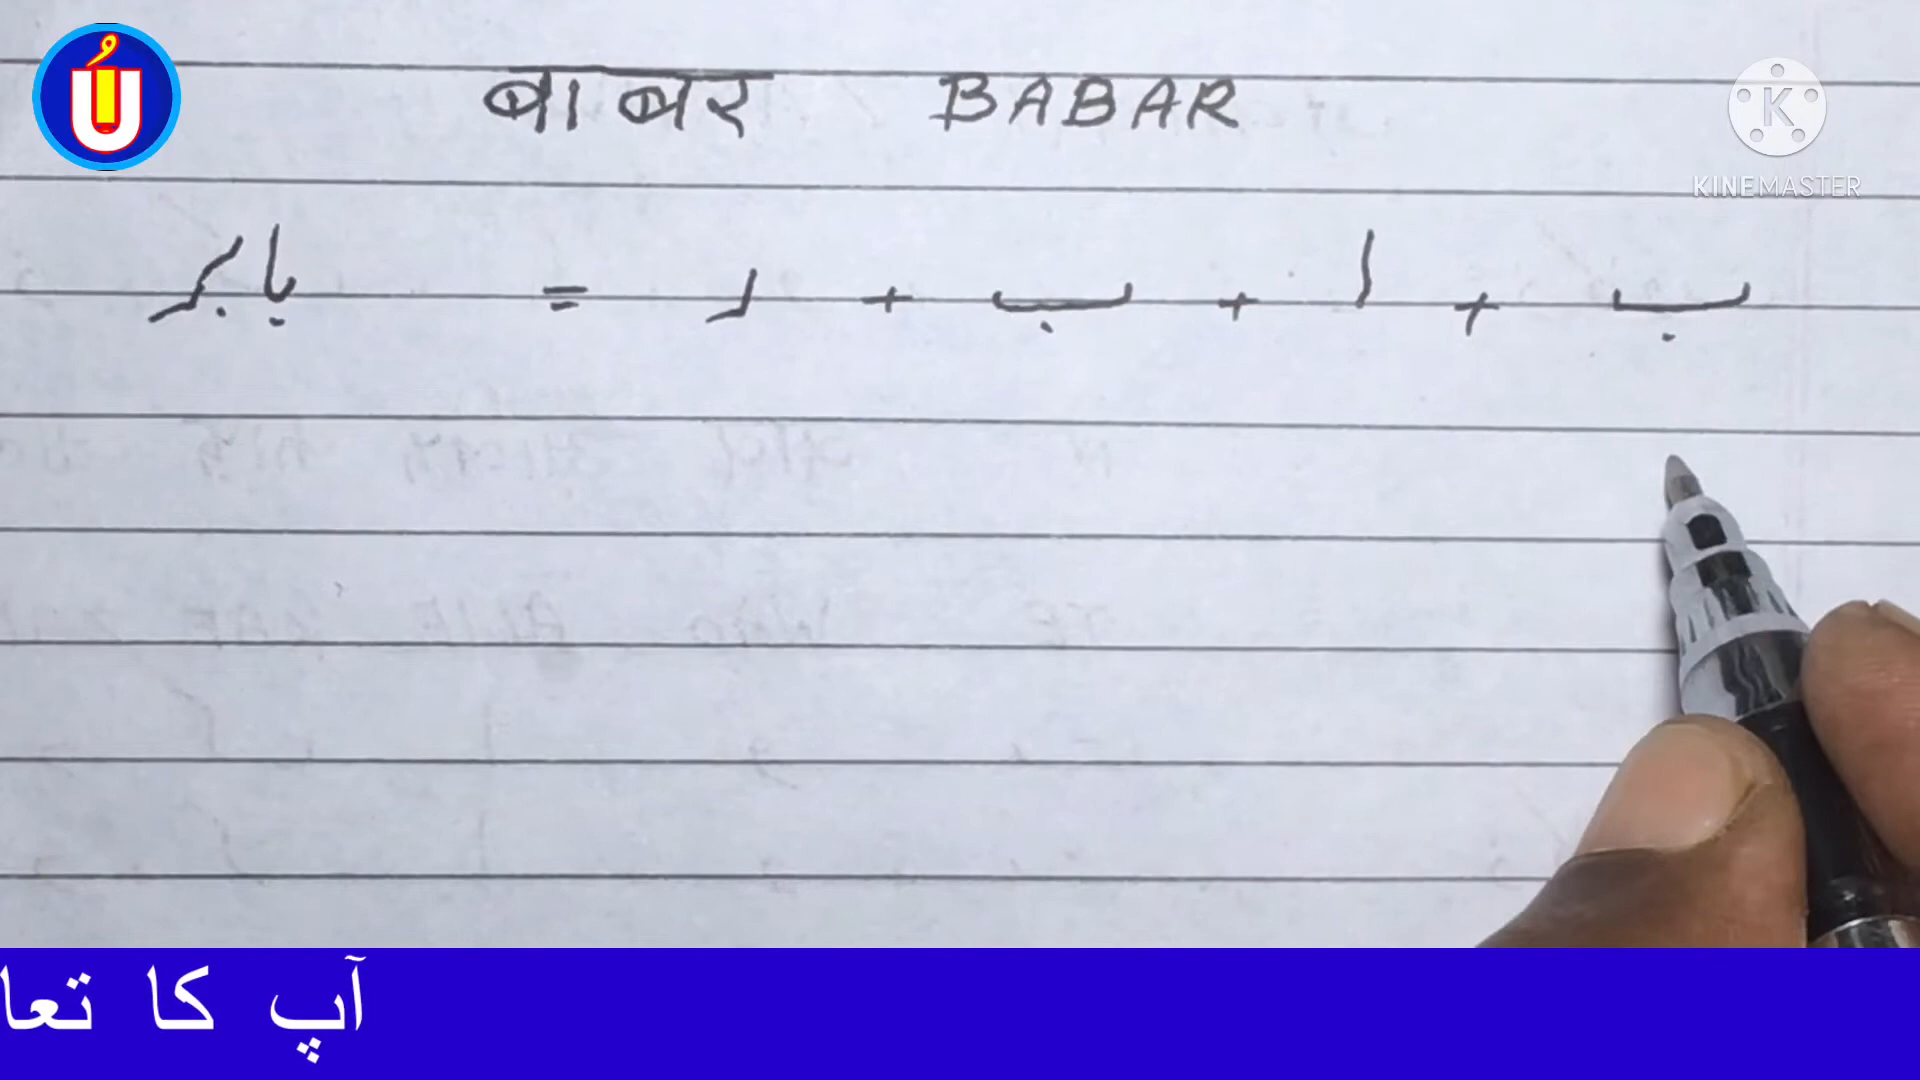 बाबर BABAR
KINEMASTER
ب + ا + ب + ر = بابر
آپ کا تعا